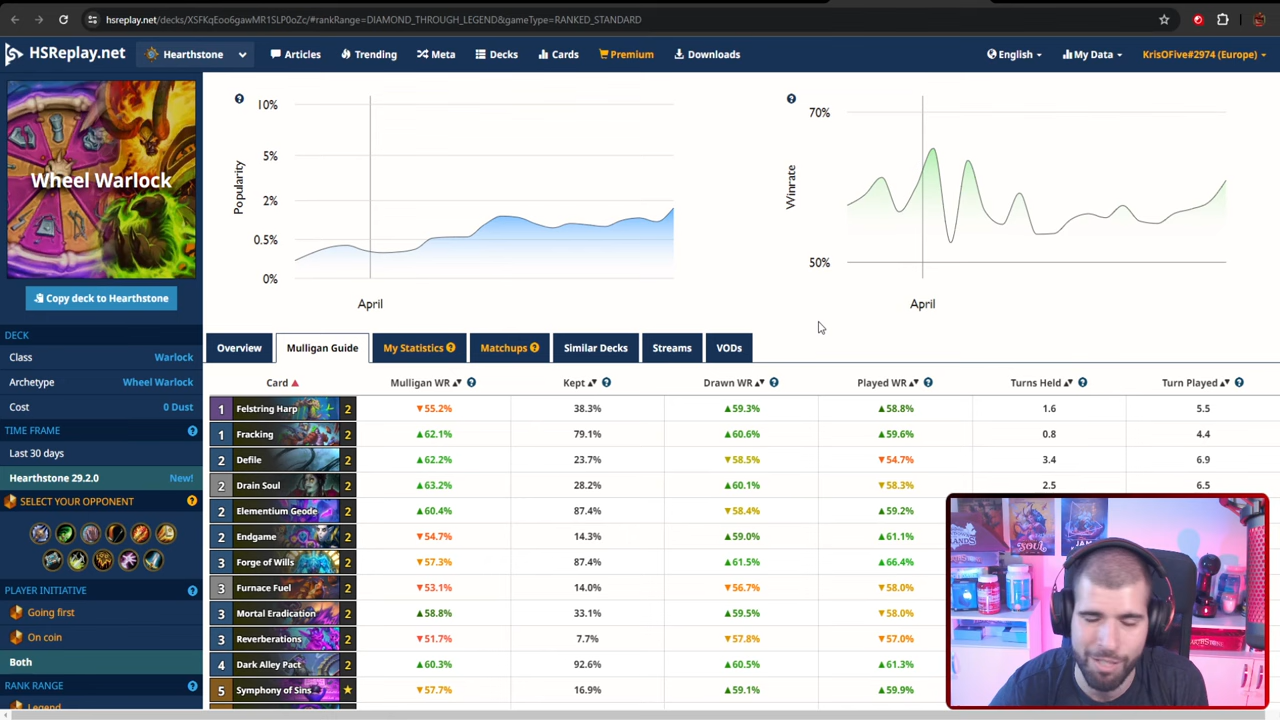 hsreplay.net/decks/XSFKqEoo6gawMR1SLP0oZc/#rankRange=DIAMOND_THROUGH_LEGEND&gameType=RANKED_STANDARD
HSReplay.net
Hearthstone
Articles
Trending
Meta
Decks
Cards
Premium
Downloads
English
My Data
KrisOFive#2974 (Europe)
Wheel Warlock
Copy deck to Hearthstone
DECK
Class Warlock
Archetype Wheel Warlock
Cost 0 Dust
TIME FRAME
Last 30 days
Hearthstone 29.2.0 New!
SELECT YOUR OPPONENT
PLAYER INITIATIVE
Going first
On coin
Both
RANK RANGE
Legend
Popularity
10%
5%
2%
0.5%
0%
April
Winrate
70%
50%
April
Overview Mulligan Guide My Statistics Matchups Similar Decks Streams VODs
Card Mulligan WR Kept Drawn WR Played WR Turns Held Turn Played
1 Felstring Harp 2 55.2% 38.3% 59.3% 58.8% 1.6 5.5
1 Fracking 2 62.1% 79.1% 60.6% 59.6% 0.8 4.4
2 Defile 2 62.2% 23.7% 58.5% 54.7% 3.4 6.9
2 Drain Soul 2 63.2% 28.2% 60.1% 58.3% 2.5 6.5
2 Elementium Geode 2 60.4% 87.4% 58.4% 59.2%
2 Endgame 2 54.7% 14.3% 59.0% 61.1%
3 Forge of Wills 2 57.3% 87.4% 61.5% 66.4%
3 Furnace Fuel 2 53.1% 14.0% 56.7% 58.0%
3 Mortal Eradication 2 58.8% 33.1% 59.5% 58.0%
3 Reverberations 2 51.7% 7.7% 57.8% 57.0%
4 Dark Alley Pact 2 60.3% 92.6% 60.5% 61.3%
5 Symphony of Sins ★ 57.7% 16.9% 59.1% 59.9%